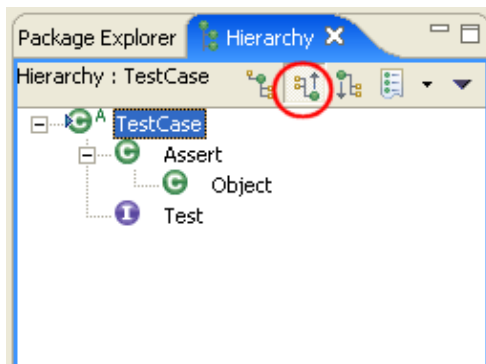 Package Explorer Hierarchy
Hierarchy : TestCase
A TestCase
C Assert
C Object
I Test